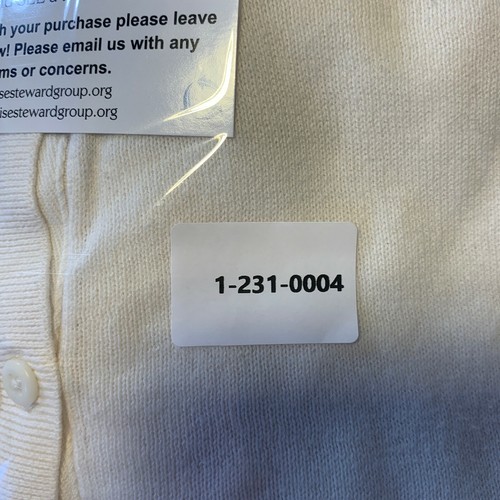 h your purchase please leave
w! Please email us with any
ms or concerns.
isestewardgroup.org
isestewardgroup.org
1-231-0004